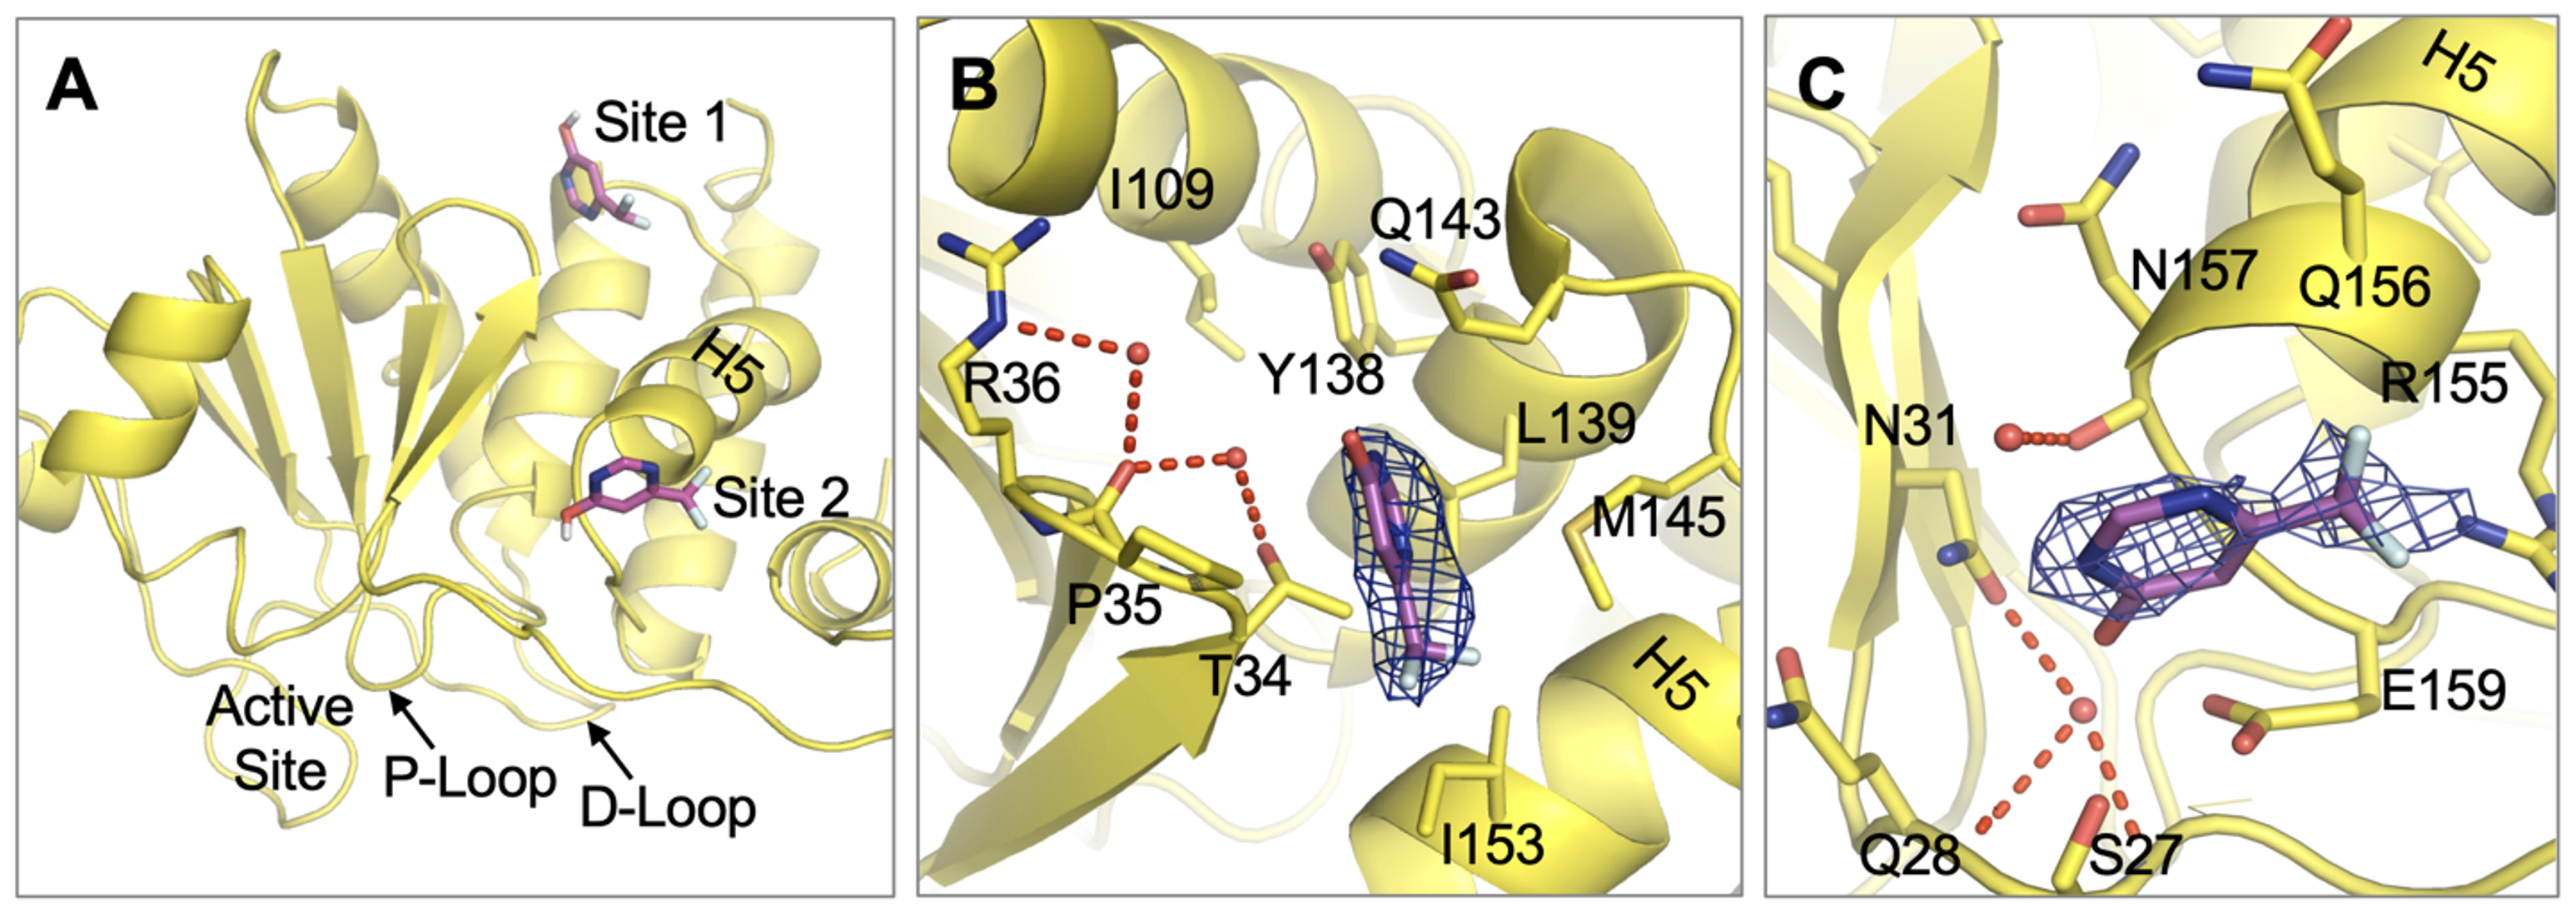 A
Site 1
H5
Site 2
Active
Site
P-Loop
D-Loop
B
I109
Q143
R36
Y138
L139
M145
P35
T34
H5
I153
C
H5
N157
Q156
R155
N31
E159
Q28
S27